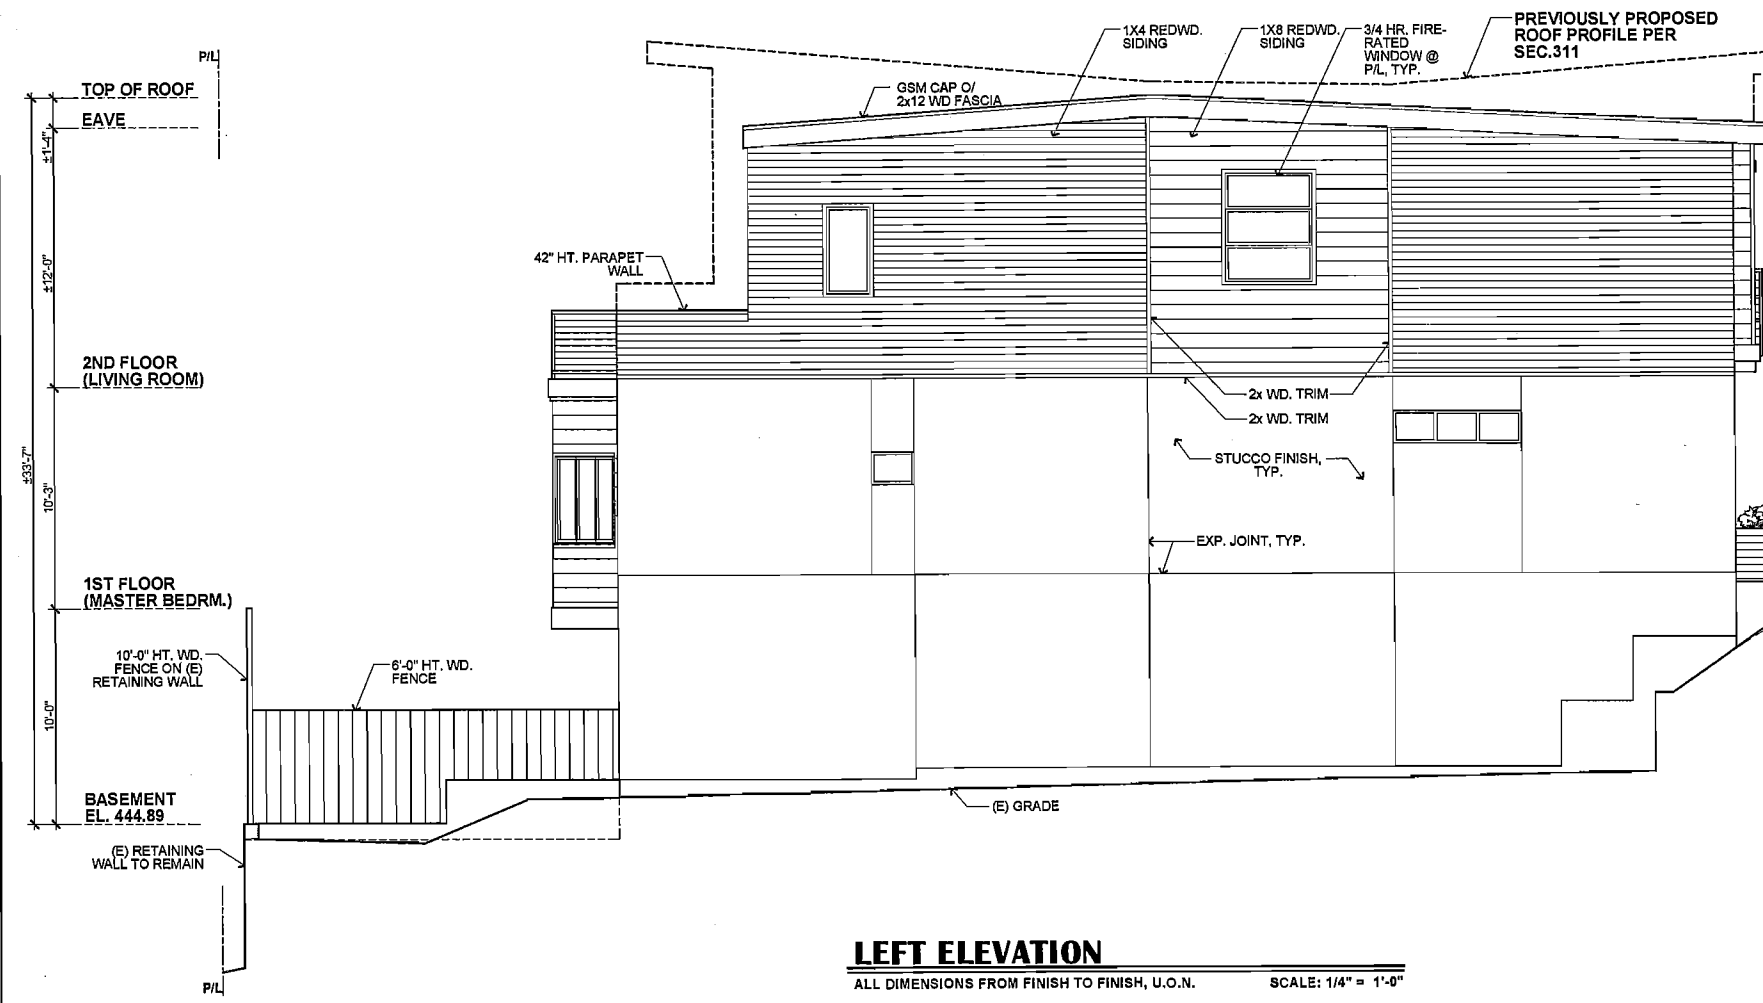 P/L
TOP OF ROOF
EAVE
±1'-4"
±12'-0"
2ND FLOOR
(LIVING ROOM)
±33'-7"
10'-3"
1ST FLOOR
(MASTER BEDRM.)
10'-0" HT. WD.
FENCE ON (E)
RETAINING WALL
10'-0"
BASEMENT
EL. 444.89
(E) RETAINING
WALL TO REMAIN
P/L
6'-0" HT. WD.
FENCE
42" HT. PARAPET
WALL
GSM CAP O/
2x12 WD FASCIA
1X4 REDWD.
SIDING
1X8 REDWD.
SIDING
3/4 HR. FIRE-
RATED
WINDOW @
P/L, TYP.
PREVIOUSLY PROPOSED
ROOF PROFILE PER
SEC.311
2x WD. TRIM
2x WD. TRIM
STUCCO FINISH,
TYP.
EXP. JOINT, TYP.
(E) GRADE
LEFT ELEVATION
ALL DIMENSIONS FROM FINISH TO FINISH, U.O.N.
SCALE: 1/4" = 1'-0"